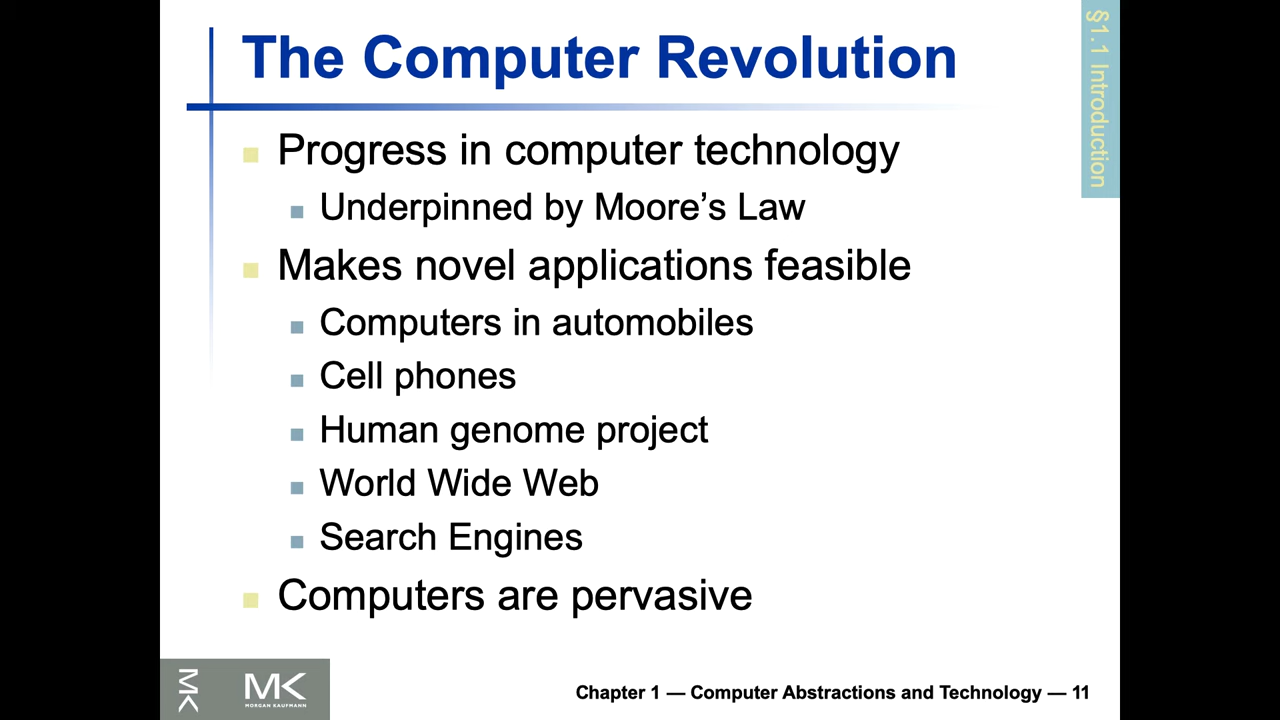 The Computer Revolution
§1.1 Introduction
Progress in computer technology
Underpinned by Moore’s Law
Makes novel applications feasible
Computers in automobiles
Cell phones
Human genome project
World Wide Web
Search Engines
Computers are pervasive
MK
MK
MORGAN KAUFMANN
Chapter 1 — Computer Abstractions and Technology — 11